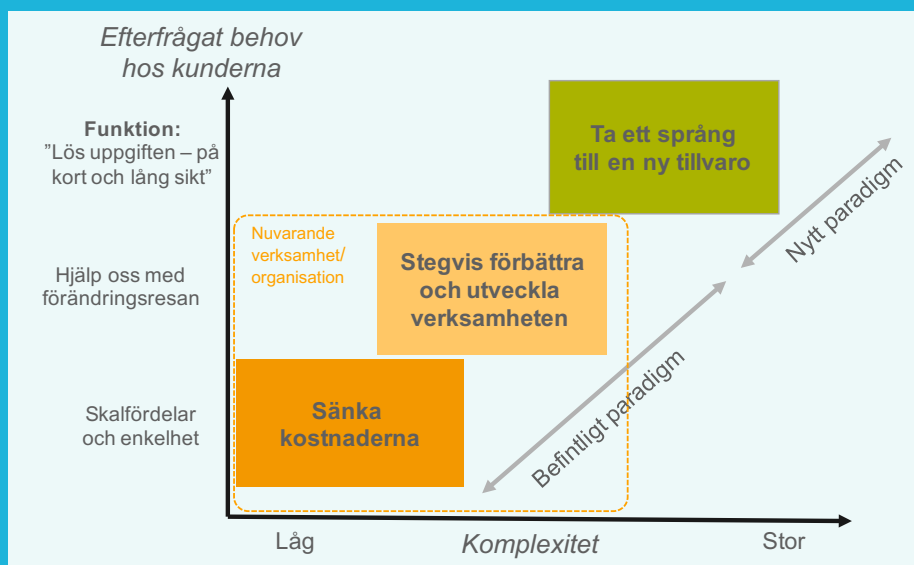 Efterfrågat behov
hos kunderna
Funktion:
”Lös uppgiften – på
kort och lång sikt”
Ta ett språng
till en ny tillvaro
Nytt paradigm
Nuvarande
verksamhet/
organisation
Hjälp oss med
förändringsresan
Stegvis förbättra
och utveckla
verksamheten
Befintligt paradigm
Skalfördelar
och enkelhet
Sänka
kostnaderna
Låg
Komplexitet
Stor